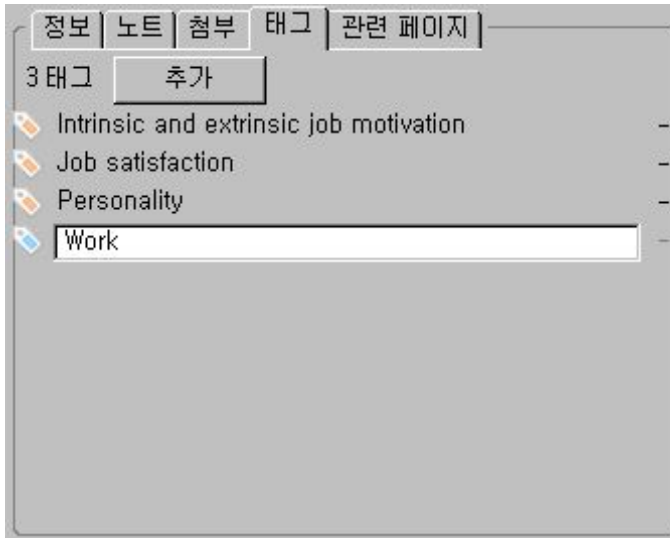 정보 노트 첨부 태그 관련 페이지
3 태그 추가
Intrinsic and extrinsic job motivation -
Job satisfaction -
Personality -
Work -